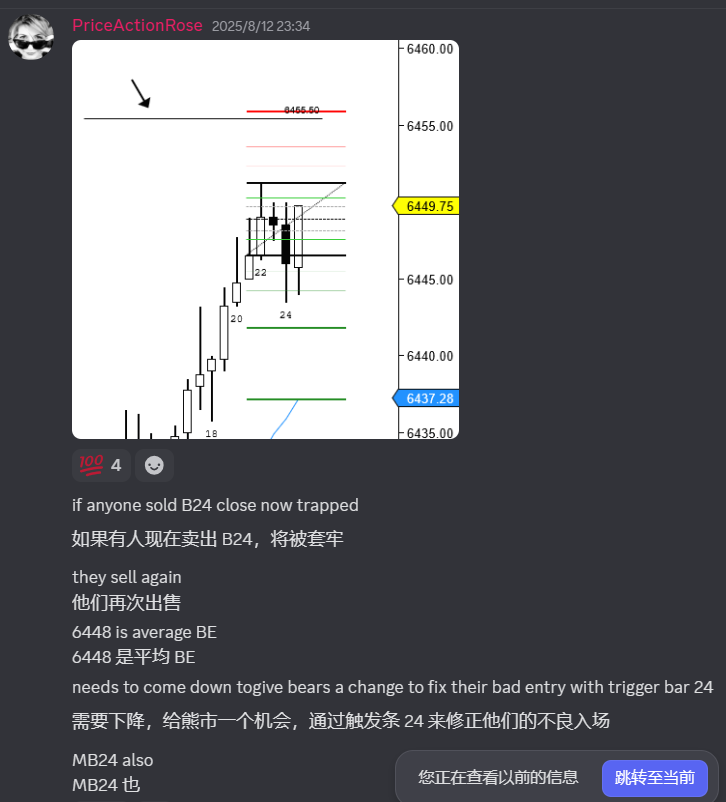 PriceActionRose 2025/8/12 23:34
6460.00
6455.50
6455.00
6449.75
22
6445.00
20
24
6440.00
6437.28
18
6435.00
100 4
if anyone sold B24 close now trapped
如果有人现在卖出 B24，将被套牢
they sell again
他们再次出售
6448 is average BE
6448 是平均 BE
needs to come down togive bears a change to fix their bad entry with trigger bar 24
需要下降，给熊市一个机会，通过触发条 24 来修正他们的不良入场
MB24 also
MB24 也
您正在查看以前的信息 跳转至当前